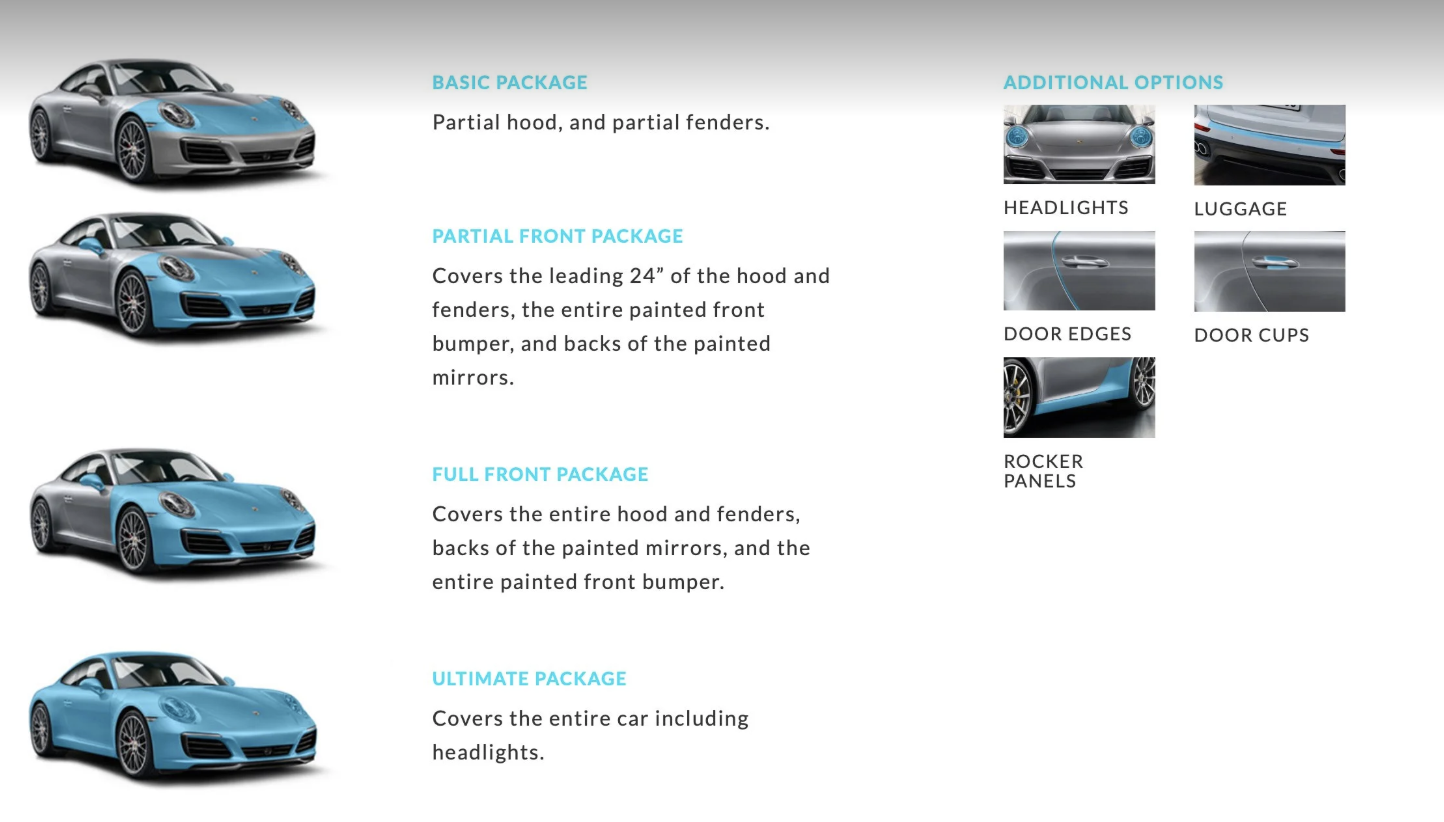 BASIC PACKAGE
Partial hood, and partial fenders.
PARTIAL FRONT PACKAGE
Covers the leading 24” of the hood and
fenders, the entire painted front
bumper, and backs of the painted
mirrors.
FULL FRONT PACKAGE
Covers the entire hood and fenders,
backs of the painted mirrors, and the
entire painted front bumper.
ULTIMATE PACKAGE
Covers the entire car including
headlights.
ADDITIONAL OPTIONS
HEADLIGHTS
LUGGAGE
DOOR EDGES
DOOR CUPS
ROCKER
PANELS